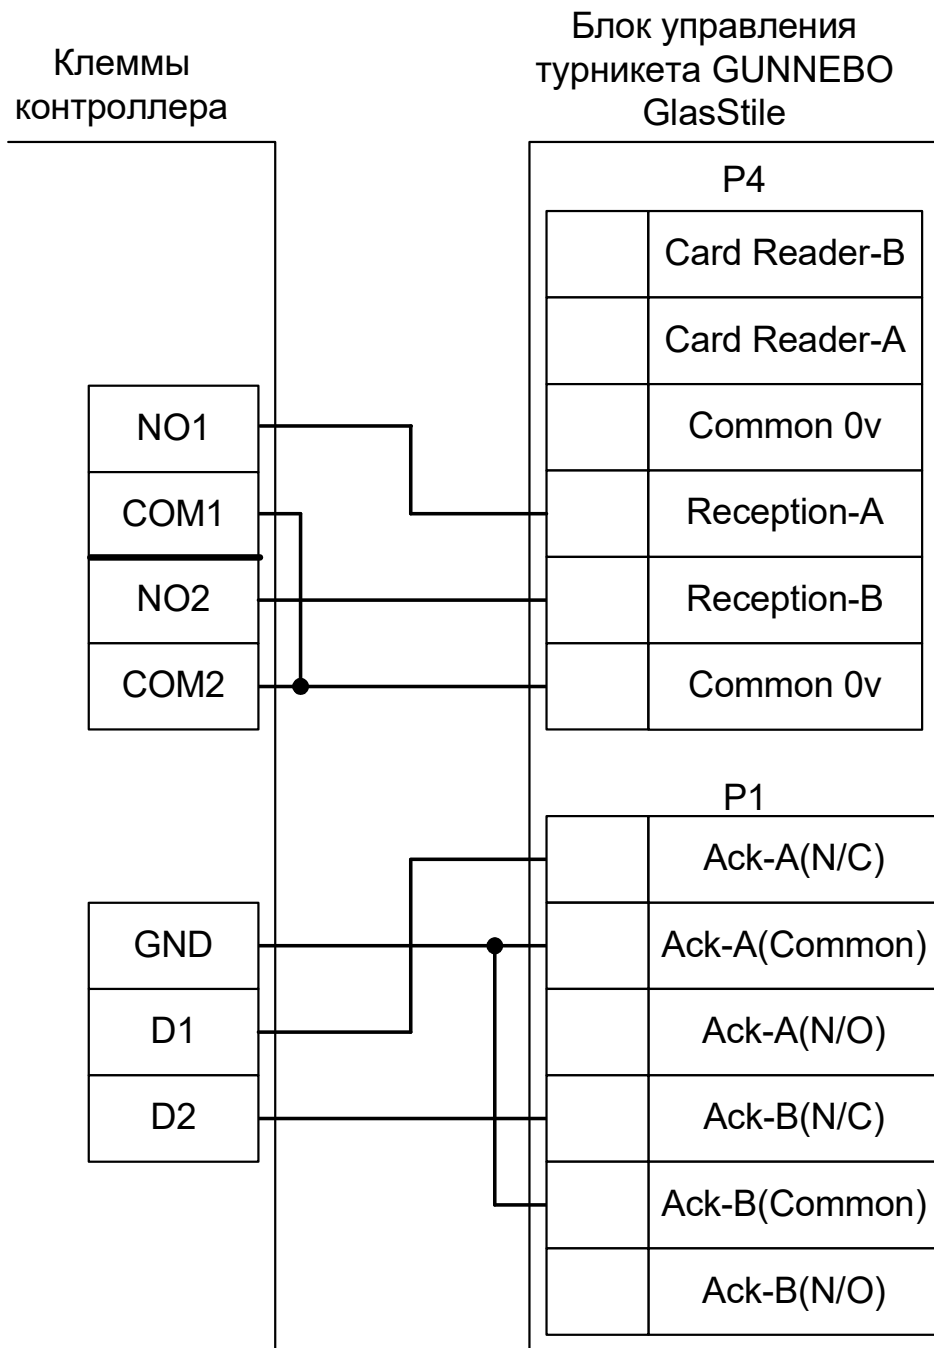 Клеммы
контроллера
Блок управления
турникета GUNNEBO
GlasStile
P4
Card Reader-B
Card Reader-A
Common 0v
Reception-A
Reception-B
Common 0v
NO1
COM1
NO2
COM2
P1
Ack-A(N/C)
Ack-A(Common)
Ack-A(N/O)
Ack-B(N/C)
Ack-B(Common)
Ack-B(N/O)
GND
D1
D2